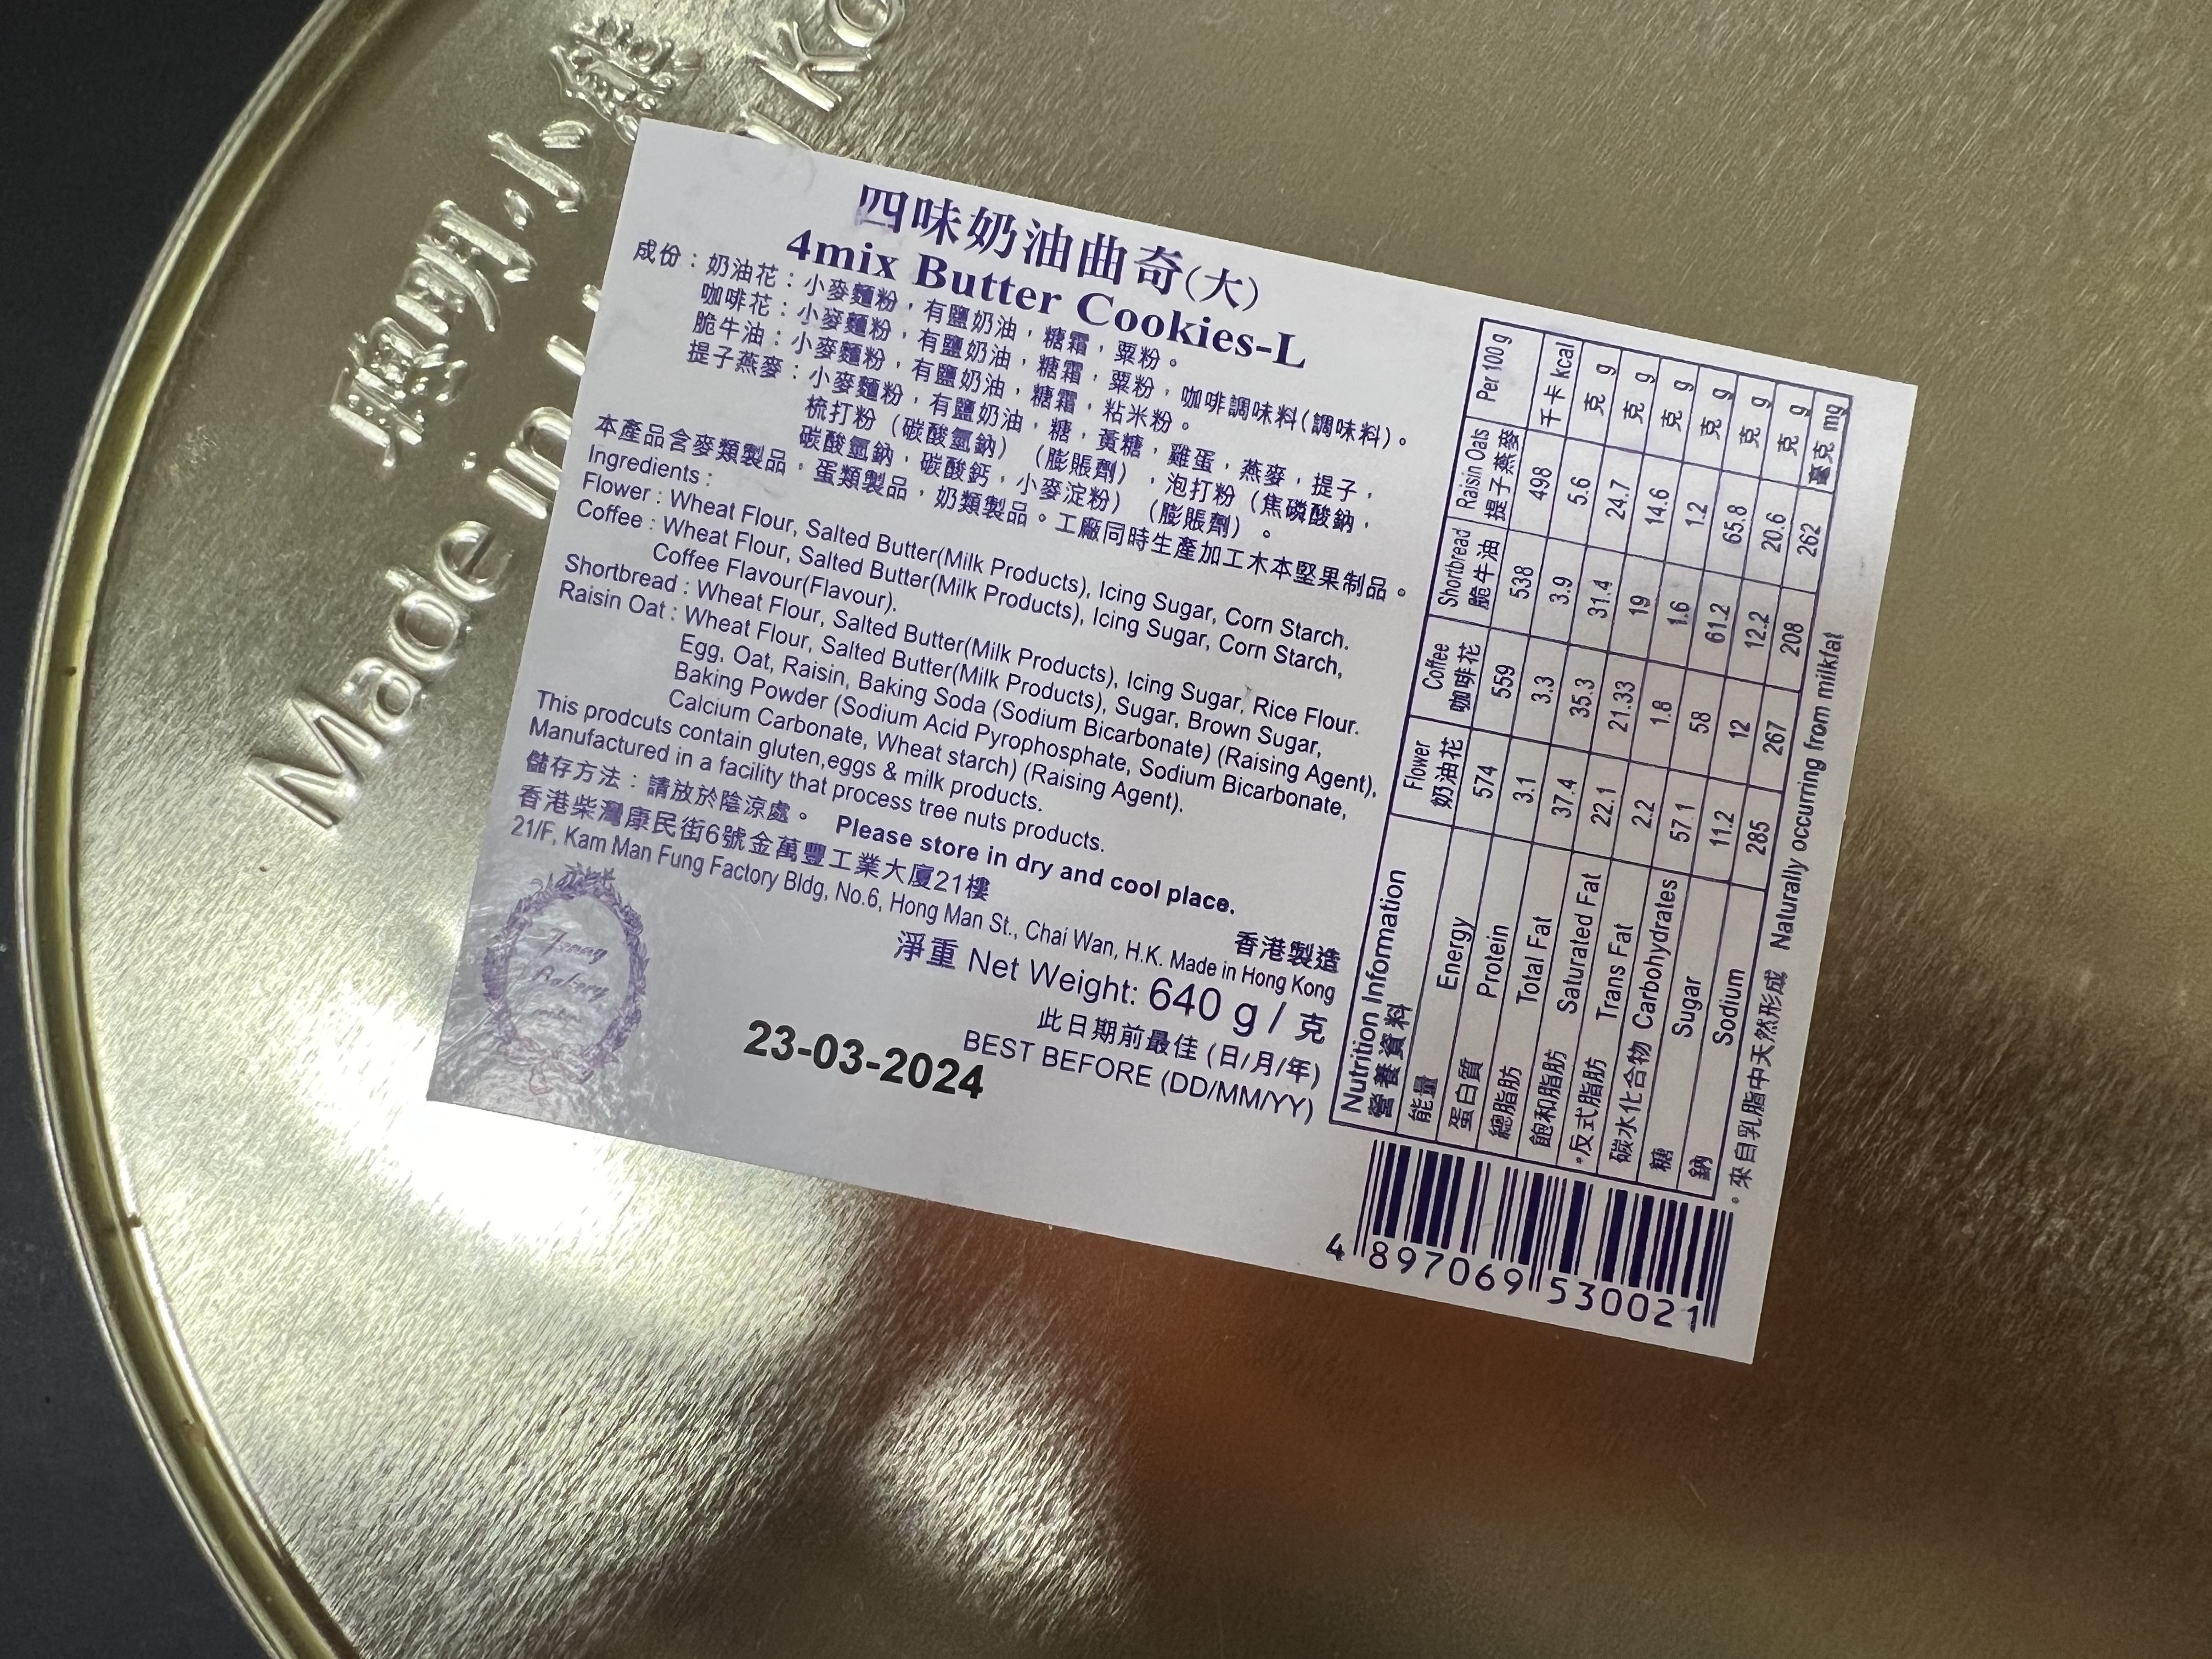 聰明小熊
Made in H
KO
四味奶油曲奇(大)
4mix Butter Cookies-L
成份：奶油花：小麥麵粉，有鹽奶油，糖霜，粟粉。
咖啡花：小麥麵粉，有鹽奶油，糖霜，粟粉，咖啡調味料(調味料)。
脆牛油：小麥麵粉，有鹽奶油，糖霜，粘米粉。
提子燕麥：小麥麵粉，有鹽奶油，糖，黃糖，雞蛋，燕麥，提子，
梳打粉（碳酸氫鈉）（膨脹劑），泡打粉（焦磷酸鈉，
碳酸氫鈉，碳酸鈣，小麥淀粉）（膨脹劑）。
本產品含麥類製品，蛋類製品，奶類製品。工廠同時生產加工木本堅果制品。
Ingredients :
Flower : Wheat Flour, Salted Butter(Milk Products), Icing Sugar, Corn Starch.
Coffee : Wheat Flour, Salted Butter(Milk Products), Icing Sugar, Corn Starch,
Coffee Flavour(Flavour).
Shortbread : Wheat Flour, Salted Butter(Milk Products), Icing Sugar, Rice Flour.
Raisin Oat : Wheat Flour, Salted Butter(Milk Products), Sugar, Brown Sugar,
Egg, Oat, Raisin, Baking Soda (Sodium Bicarbonate) (Raising Agent),
Baking Powder (Sodium Acid Pyrophosphate, Sodium Bicarbonate,
Calcium Carbonate, Wheat starch) (Raising Agent).
This prodcuts contain gluten,eggs & milk products.
Manufactured in a facility that process tree nuts products.
儲存方法：請放於陰涼處。 Please store in dry and cool place.
香港柴灣康民街6號金萬豐工業大廈21樓 香港製造
21/F, Kam Man Fung Factory Bldg, No.6, Hong Man St., Chai Wan, H.K. Made in Hong Kong
淨重 Net Weight: 640 g / 克
此日期前最佳 (日/月/年)
BEST BEFORE (DD/MM/YY)
23-03-2024
Jenny
Bakery
Nutrition Information Flower Coffee Shortbread Raisin Oats Per 100 g
營養資料 奶油花 咖啡花 脆牛油 提子燕麥
能量 Energy 574 559 538 498 千卡 kcal
蛋白質 Protein 3.1 3.3 3.9 5.6 克 g
總脂肪 Total Fat 37.4 35.3 31.4 24.7 克 g
飽和脂肪 Saturated Fat 22.1 21.33 19 14.6 克 g
*反式脂肪 Trans Fat 2.2 1.8 1.6 1.2 克 g
碳水化合物 Carbohydrates 57.1 58 61.2 65.8 克 g
糖 Sugar 11.2 12 12.2 20.6 克 g
鈉 Sodium 285 267 208 262 毫克 mg
*來自乳脂中天然形成 Naturally occurring from milkfat
4 897069 530021